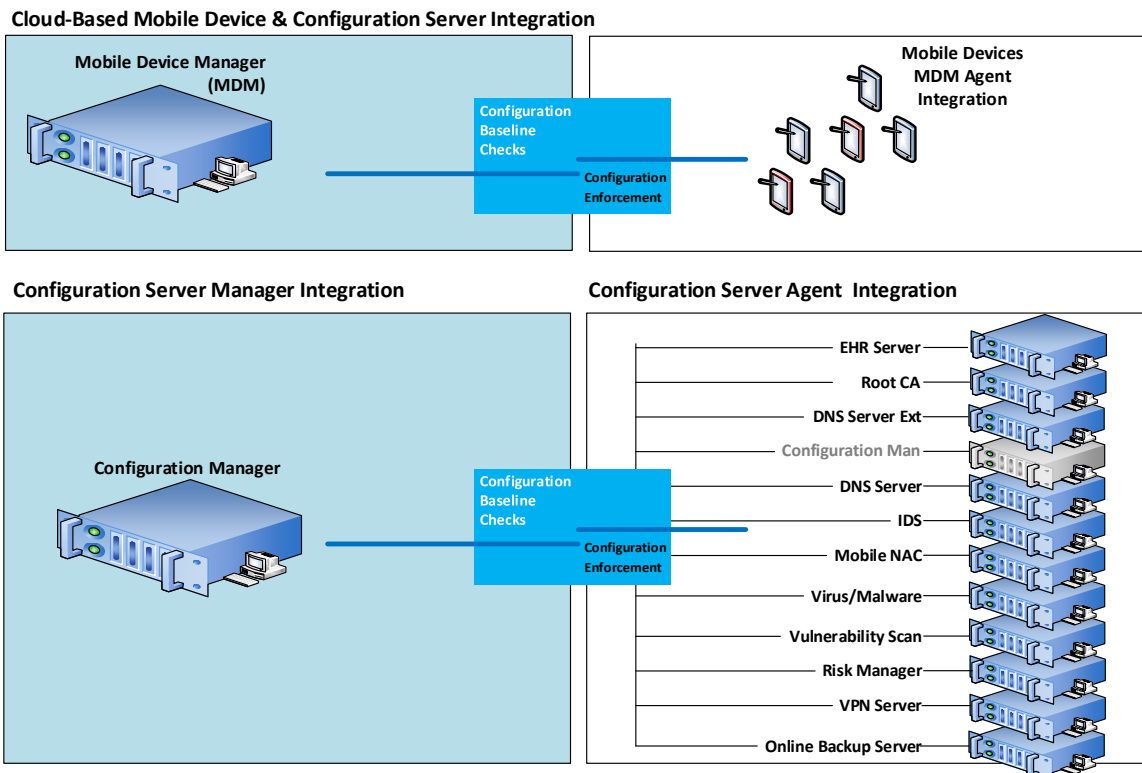 Cloud-Based Mobile Device & Configuration Server Integration
Mobile Device Manager
(MDM)
Configuration
Baseline
Checks
Configuration
Enforcement
Mobile Devices
MDM Agent
Integration
Configuration Server Manager Integration
Configuration Manager
Configuration
Baseline
Checks
Configuration
Enforcement
Configuration Server Agent Integration
EHR Server
Root CA
DNS Server Ext
Configuration Man
DNS Server
IDS
Mobile NAC
Virus/Malware
Vulnerability Scan
Risk Manager
VPN Server
Online Backup Server